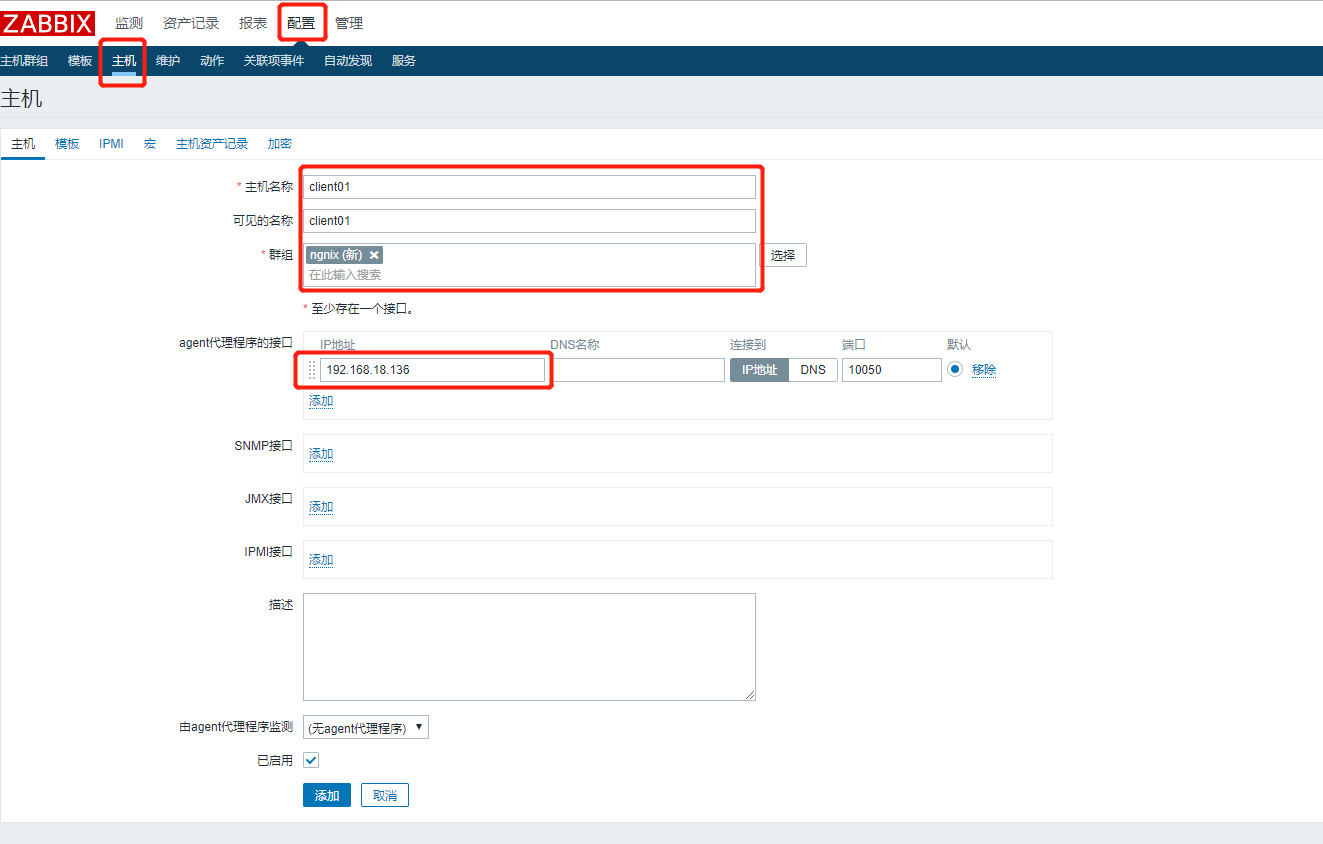 ZABBIX 监测 资产记录 报表 配置 管理
主机群组 模板 主机 维护 动作 关联项事件 自动发现 服务
主机
主机 模板 IPMI 宏 主机资产记录 加密
* 主机名称 client01
可见的名称 client01
* 群组 ngnix (新) ✕ 选择
在此输入搜索
* 至少存在一个接口。
agent代理程序的接口 IP地址 DNS名称 连接到 端口 默认
192.168.18.136 IP地址 DNS 10050 移除
添加
SNMP接口 添加
JMX接口 添加
IPMI接口 添加
描述
由agent代理程序监测 (无agent代理程序) ▼
已启用
添加 取消